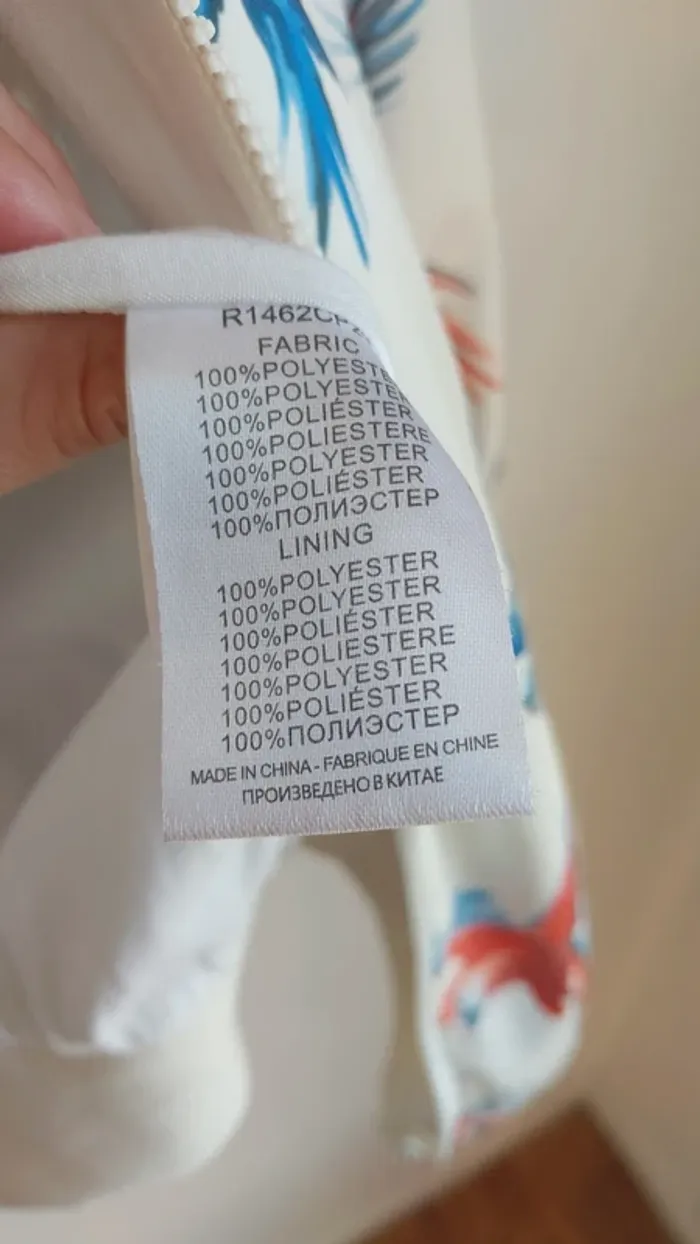 FABRIC
100%POLYESTER
100%POLYESTER
100%POLIÉSTER
100%POLIESTERE
100%POLYESTER
100%POLIÉSTER
100%ПОЛИЭСТЕР
LINING
100%POLYESTER
100%POLYESTER
100%POLIÉSTER
100%POLIESTERE
100%POLYESTER
100%POLIÉSTER
100%ПОЛИЭСТЕР
MADE IN CHINA - FABRIQUE EN CHINE
ПРОИЗВЕДЕНО В КИТАЕ